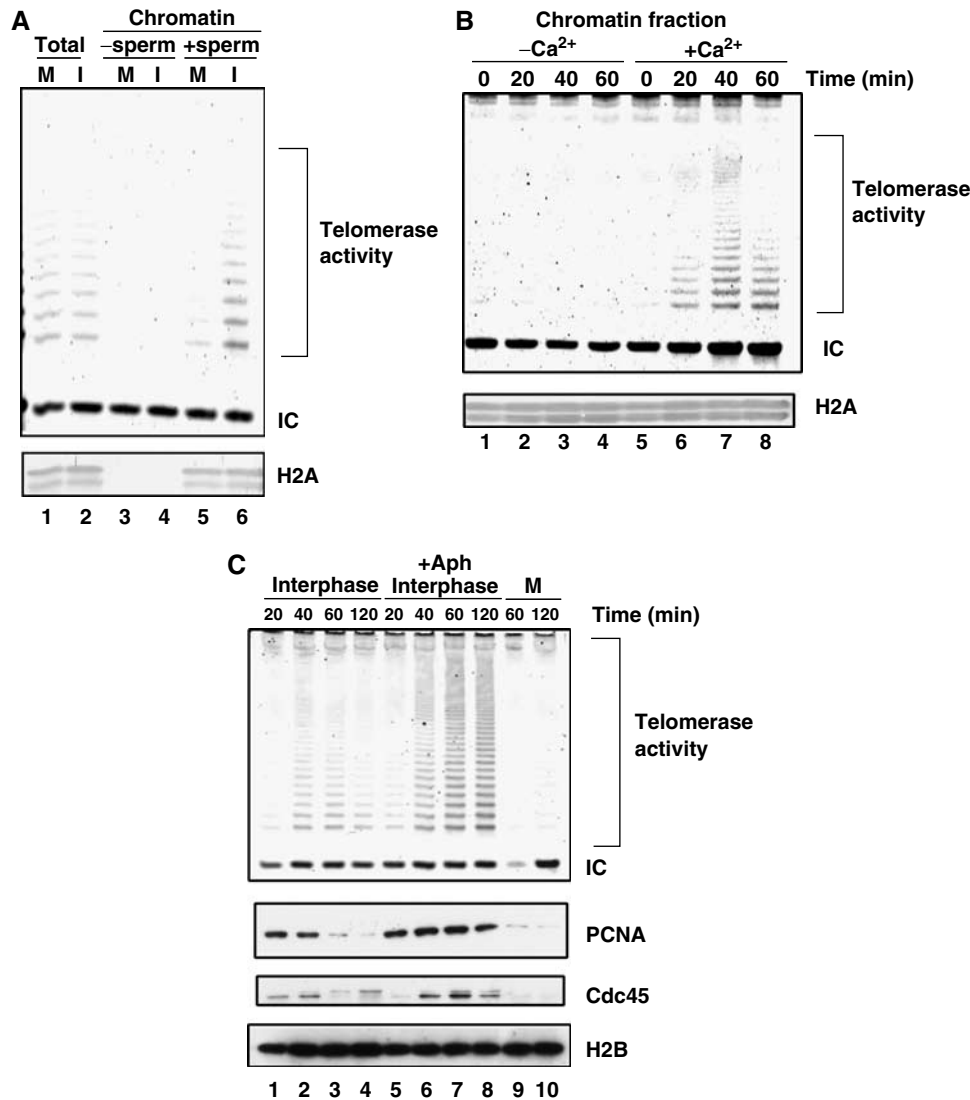 A
Chromatin
Total –sperm +sperm
M I M I M I
Telomerase
activity
IC
H2A
1 2 3 4 5 6
B
Chromatin fraction
–Ca²⁺ +Ca²⁺
0 20 40 60 0 20 40 60 Time (min)
Telomerase
activity
IC
H2A
1 2 3 4 5 6 7 8
C
+Aph
Interphase Interphase M
20 40 60 120 20 40 60 120 60 120 Time (min)
Telomerase
activity
IC
PCNA
Cdc45
H2B
1 2 3 4 5 6 7 8 9 10